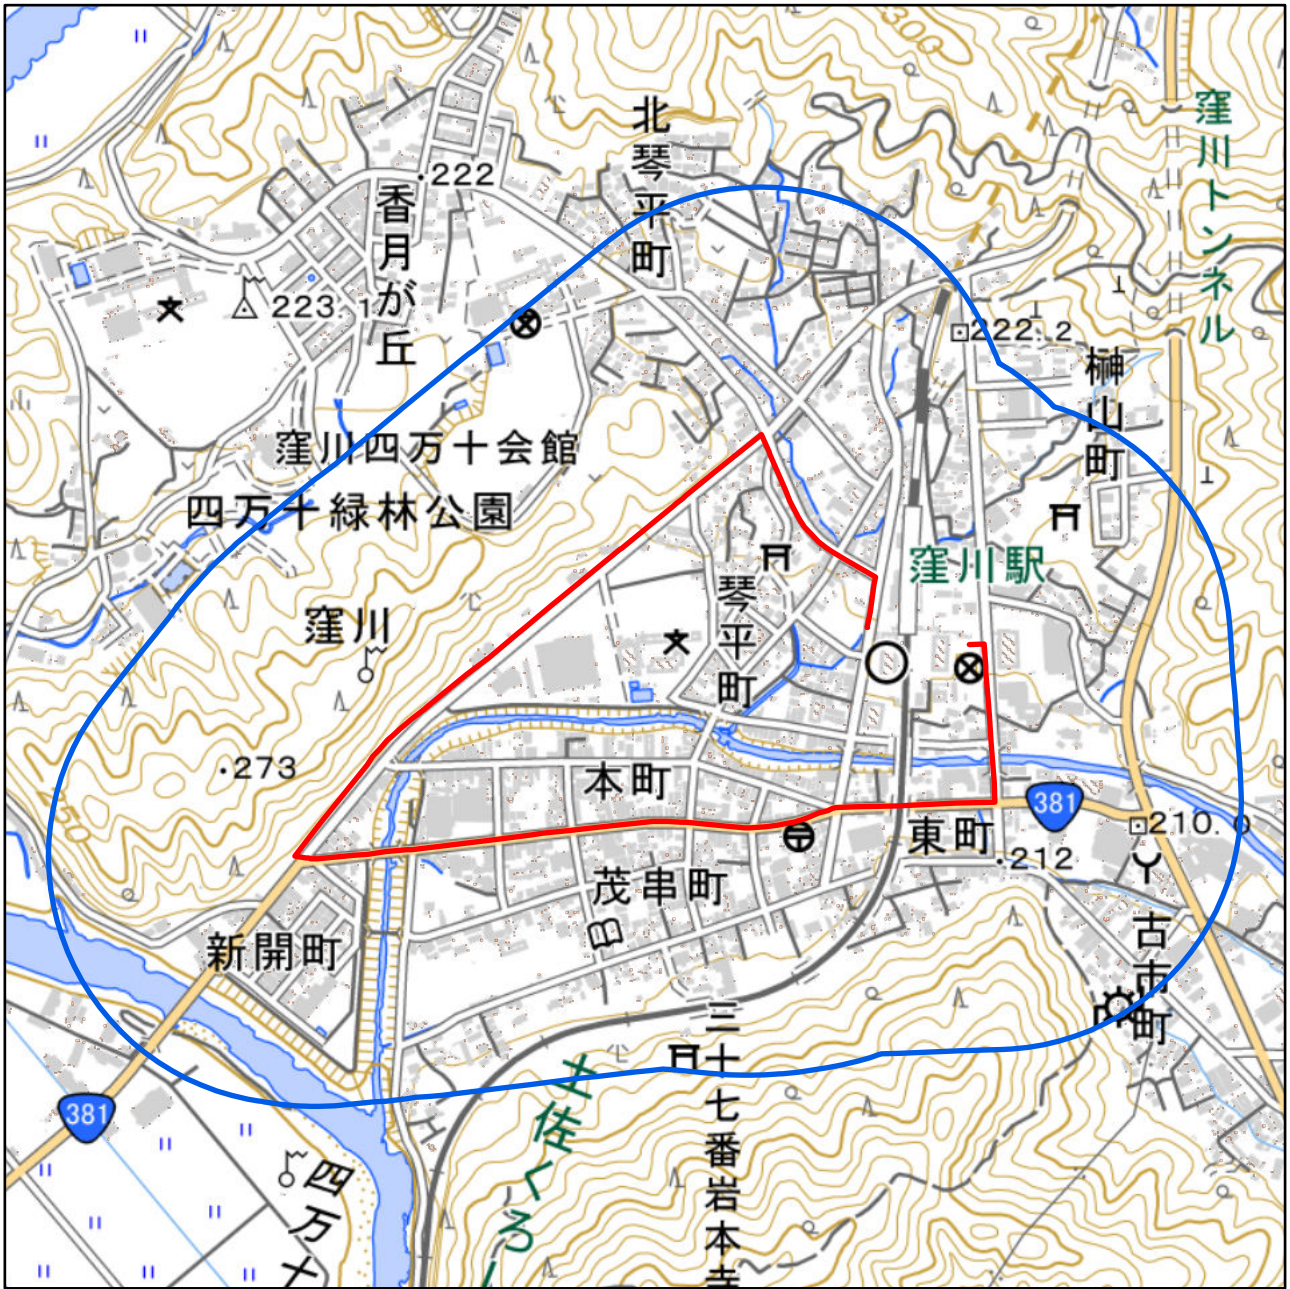 北琴平町
窪川トンネル
・222
香月が丘
223.1
222.2
榊山町
窪川四万十会館
四万十緑林公園
窪川駅
琴平町
窪川
・273
本町
381
東町
210.0
・212
茂串町
新開町
古市町
三十七番岩本寺
土佐くろ
381
四万十
300